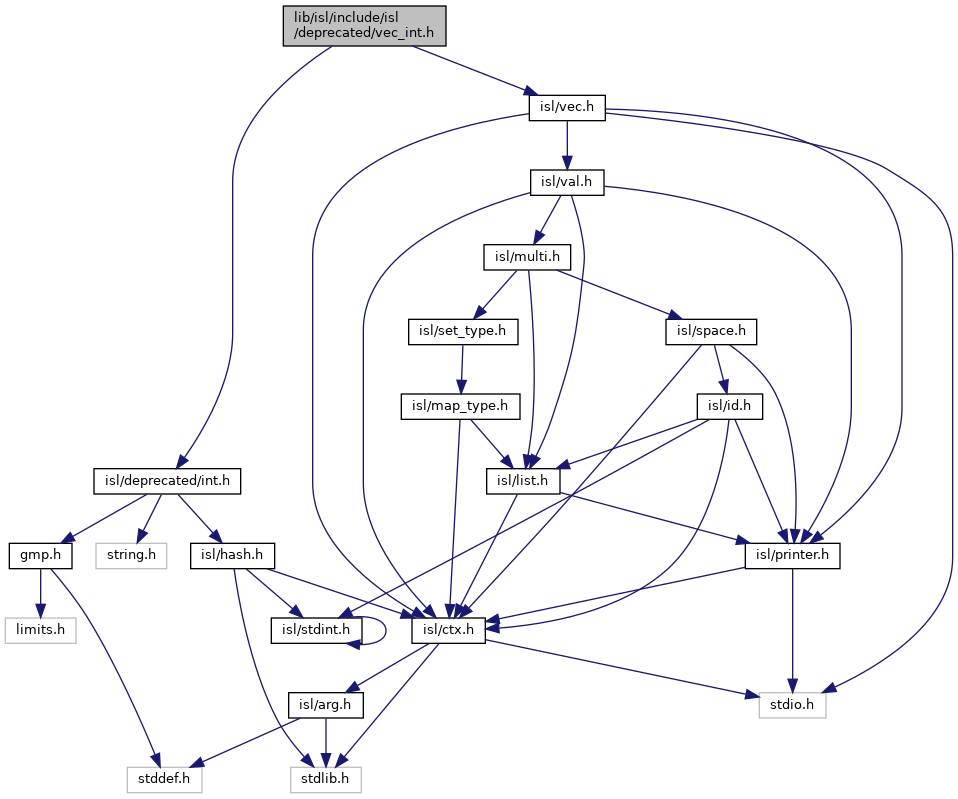 lib/isl/include/isl
/deprecated/vec_int.h
isl/vec.h
isl/val.h
isl/multi.h
isl/set_type.h
isl/space.h
isl/map_type.h
isl/id.h
isl/deprecated/int.h
isl/list.h
gmp.h
string.h
isl/hash.h
isl/printer.h
limits.h
isl/stdint.h
isl/ctx.h
isl/arg.h
stdio.h
stddef.h
stdlib.h